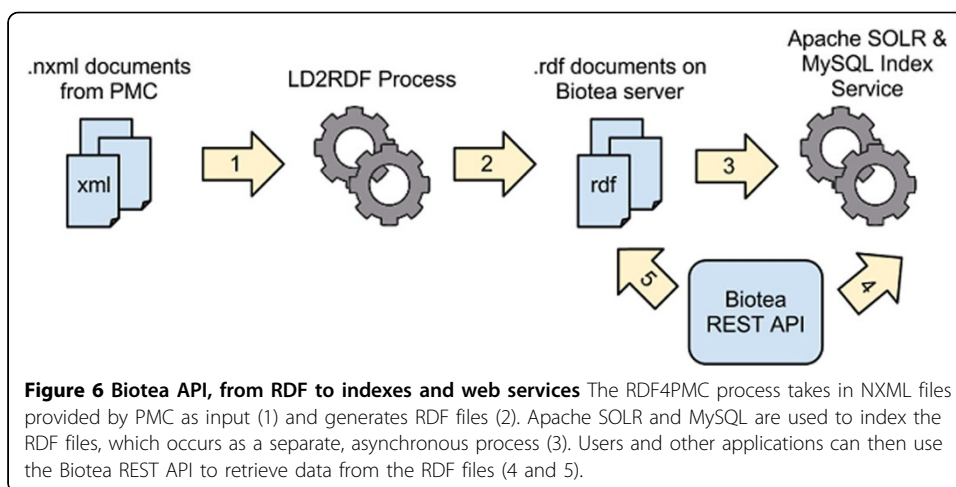 .nxml documents
from PMC
xml
1
LD2RDF Process
2
.rdf documents on
Biotea server
rdf
3
Apache SOLR &
MySQL Index
Service
5
Biotea
REST API
4
Figure 6 Biotea API, from RDF to indexes and web services The RDF4PMC process takes in NXML files
provided by PMC as input (1) and generates RDF files (2). Apache SOLR and MySQL are used to index the
RDF files, which occurs as a separate, asynchronous process (3). Users and other applications can then use
the Biotea REST API to retrieve data from the RDF files (4 and 5).